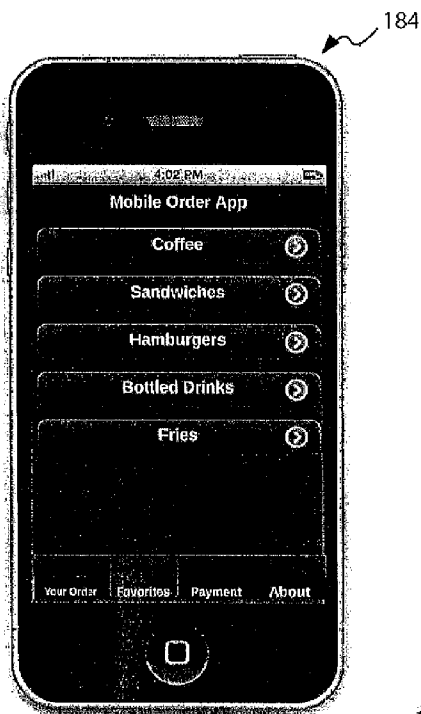 184
4:02 PM
Mobile Order App
Coffee
Sandwiches
Hamburgers
Bottled Drinks
Fries
Your Order Favorites Payment About